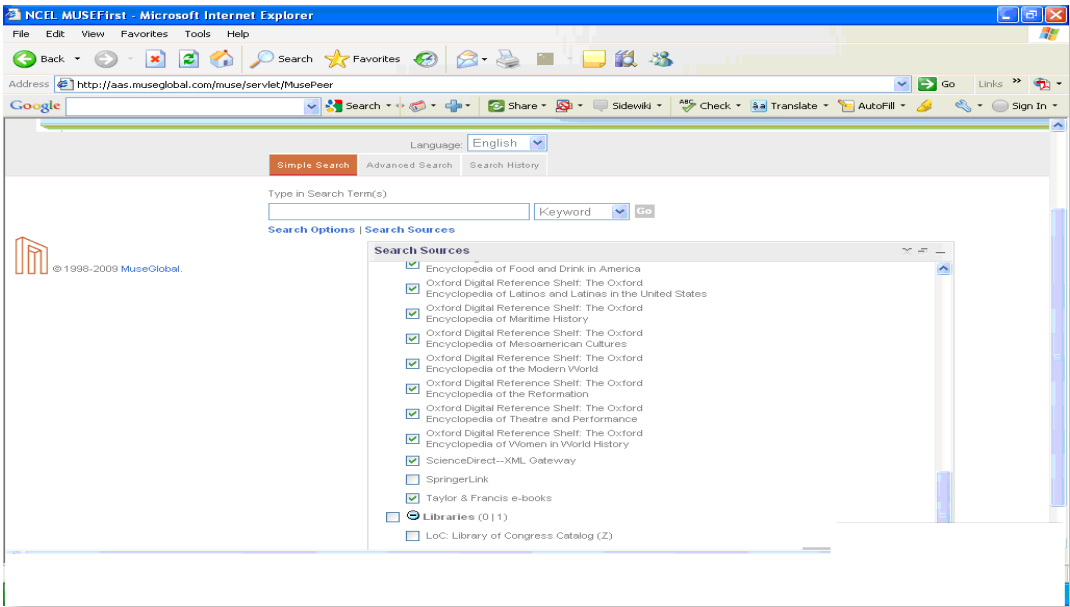 NCEL MUSEFirst - Microsoft Internet Explorer
File Edit View Favorites Tools Help
Back Search Favorites
Address http://aas.museglobal.com/muse/servlet/MusePeer Go Links »
Google Search Share Sidewiki ABC Check aä Translate AutoFill Sign In
Language: English
Simple Search Advanced Search Search History
Type in Search Term(s)
Keyword Go
Search Options | Search Sources
Search Sources
© 1998-2009 MuseGlobal.
Encyclopedia of Food and Drink in America
Oxford Digital Reference Shelf: The Oxford
Encyclopedia of Latinos and Latinas in the United States
Oxford Digital Reference Shelf: The Oxford
Encyclopedia of Maritime History
Oxford Digital Reference Shelf: The Oxford
Encyclopedia of Mesoamerican Cultures
Oxford Digital Reference Shelf: The Oxford
Encyclopedia of the Modern World
Oxford Digital Reference Shelf: The Oxford
Encyclopedia of the Reformation
Oxford Digital Reference Shelf: The Oxford
Encyclopedia of Theatre and Performance
Oxford Digital Reference Shelf: The Oxford
Encyclopedia of Women in World History
ScienceDirect--XML Gateway
SpringerLink
Taylor & Francis e-books
Libraries (0 | 1)
LoC: Library of Congress Catalog (Z)